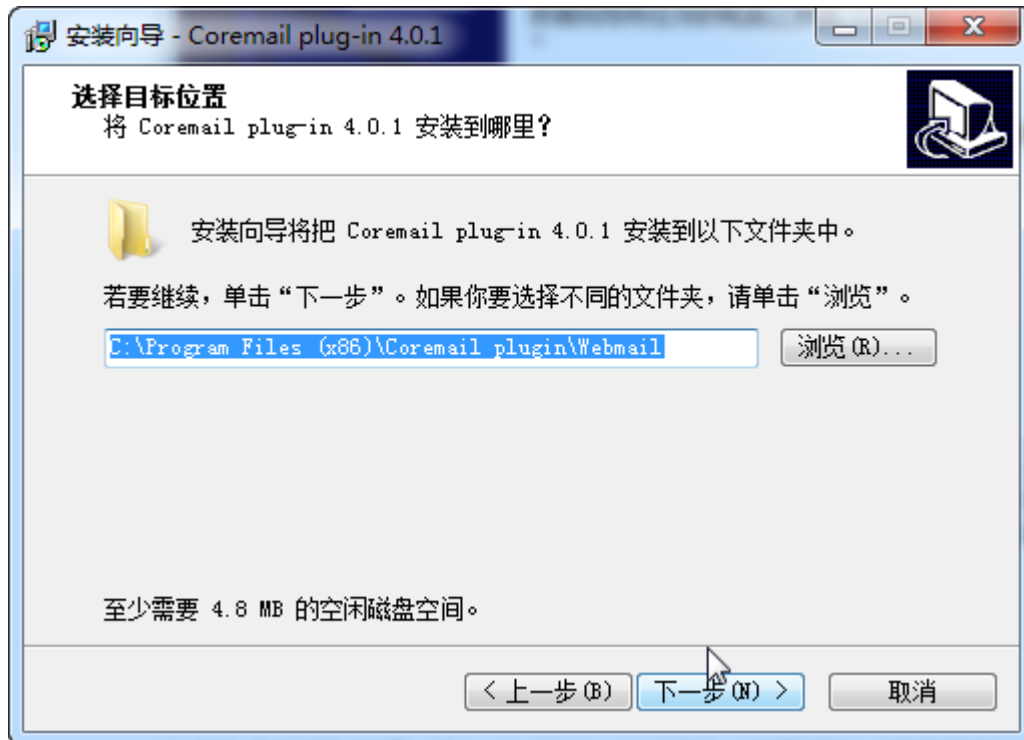 安装向导 - Coremail plug-in 4.0.1
选择目标位置
将 Coremail plug-in 4.0.1 安装到哪里?
安装向导将把 Coremail plug-in 4.0.1 安装到以下文件夹中。
若要继续,单击“下一步”。如果你要选择不同的文件夹,请单击“浏览”。
C:\Program Files (x86)\Coremail plugin\Webmail
浏览(R)...
至少需要 4.8 MB 的空闲磁盘空间。
< 上一步(B)
下一步(N) >
取消